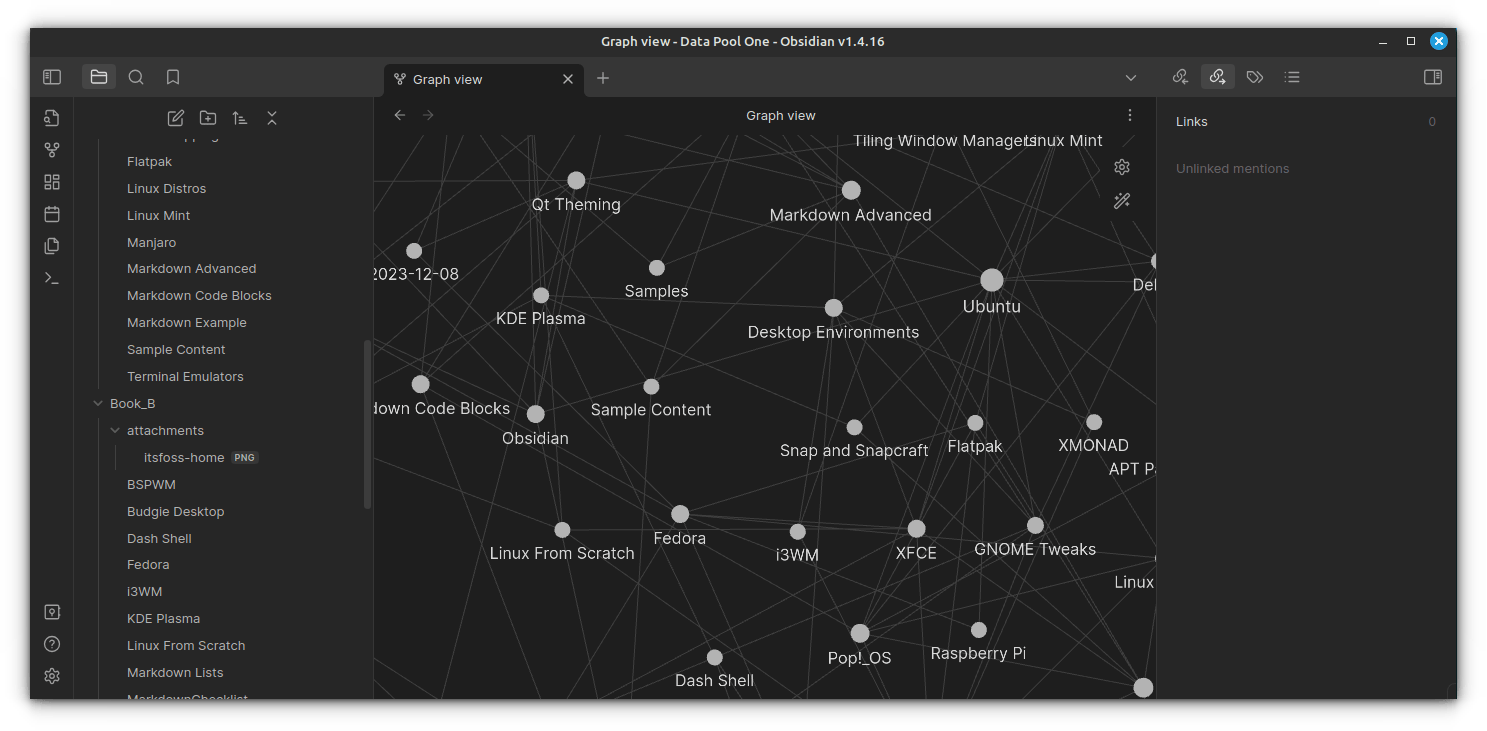 Graph view - Data Pool One - Obsidian v1.4.16
Graph view
Flatpak
Linux Distros
Linux Mint
Manjaro
Markdown Advanced
Markdown Code Blocks
Markdown Example
Sample Content
Terminal Emulators
Book_B
attachments
itsfoss-home PNG
BSPWM
Budgie Desktop
Dash Shell
Fedora
i3WM
KDE Plasma
Linux From Scratch
Markdown Lists
MarkdownChecklist
Graph view
Tiling Window Managers
Linux Mint
Qt Theming
Markdown Advanced
2023-12-08
Samples
Ubuntu
KDE Plasma
Desktop Environments
down Code Blocks
Sample Content
Obsidian
Snap and Snapcraft
Flatpak
XMONAD
APT P
Linux From Scratch
Fedora
i3WM
XFCE
GNOME Tweaks
Linux
Pop!_OS
Raspberry Pi
Dash Shell
Links 0
Unlinked mentions